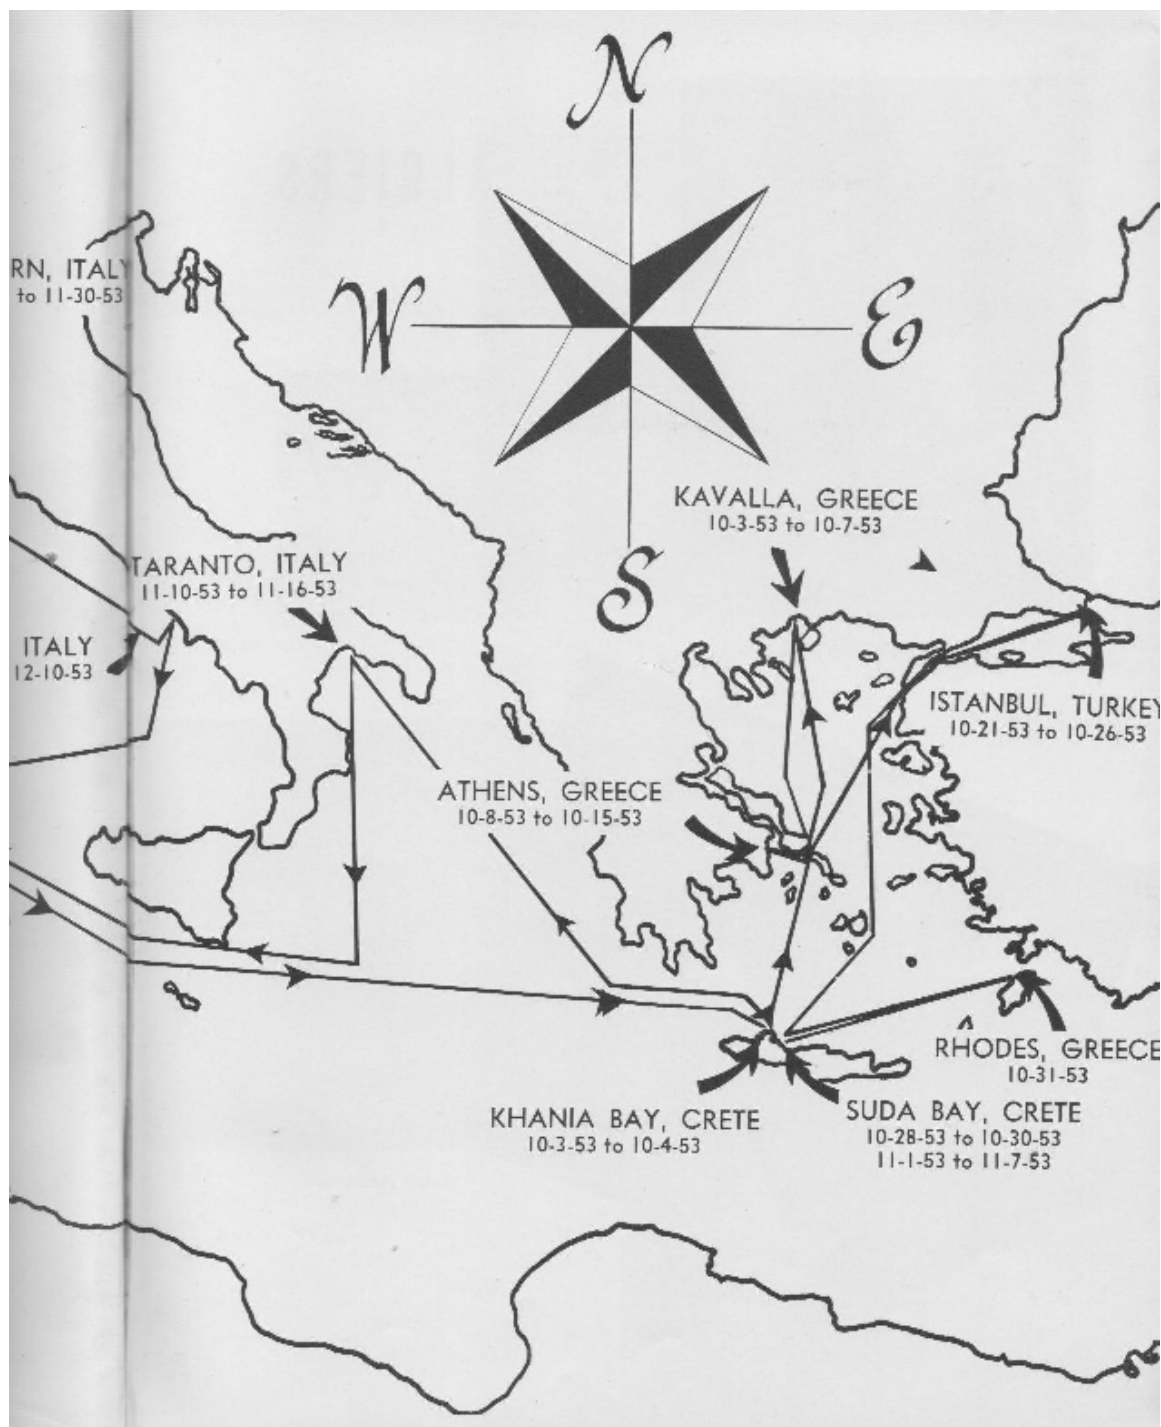 N
W
E
S
RN, ITALY
to 11-30-53
KAVALLA, GREECE
10-3-53 to 10-7-53
TARANTO, ITALY
11-10-53 to 11-16-53
ITALY
12-10-53
ISTANBUL, TURKEY
10-21-53 to 10-26-53
ATHENS, GREECE
10-8-53 to 10-15-53
RHODES, GREECE
10-31-53
KHANIA BAY, CRETE
10-3-53 to 10-4-53
SUDA BAY, CRETE
10-28-53 to 10-30-53
11-1-53 to 11-7-53